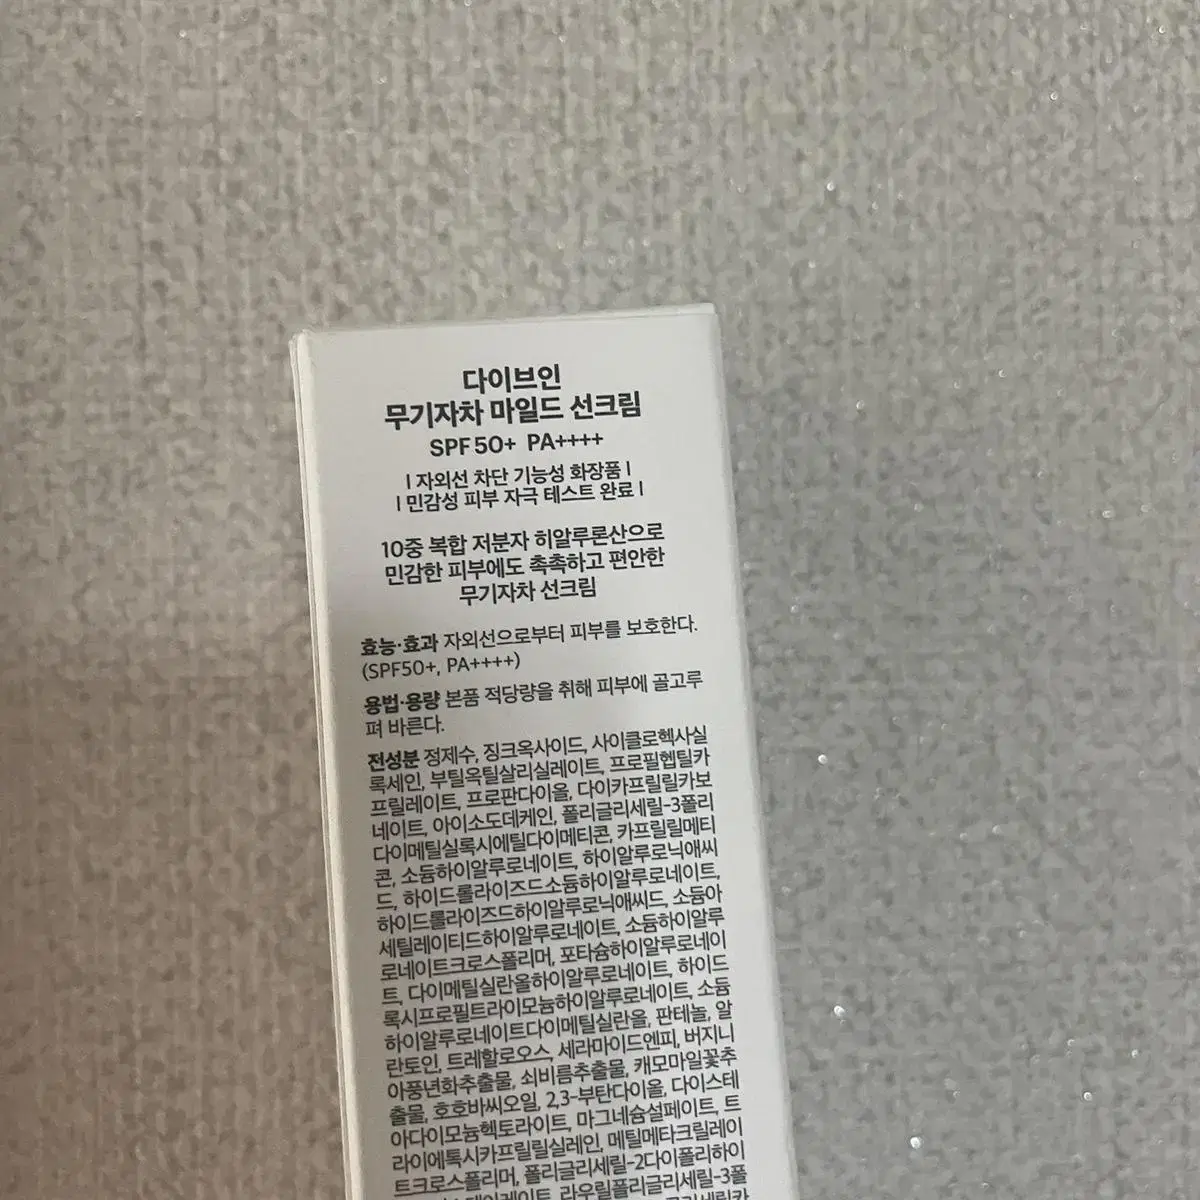 다이브인
무기자차 마일드 선크림
SPF 50+ PA++++
| 자외선 차단 기능성 화장품 |
| 민감성 피부 자극 테스트 완료 |
10중 복합 저분자 히알루론산으로
민감한 피부에도 촉촉하고 편안한
무기자차 선크림
효능·효과 자외선으로부터 피부를 보호한다.
(SPF50+, PA++++)
용법·용량 본품 적당량을 취해 피부에 골고루
펴 바른다.
전성분 정제수, 징크옥사이드, 사이클로헥사실
록세인, 부틸옥틸살리실레이트, 프로필헵틸카
프릴레이트, 프로판다이올, 다이카프릴릴카보
네이트, 아이소도데케인, 폴리글리세릴-3폴리
다이메틸실록시에틸다이메티콘, 카프릴릴메티
콘, 소듐하이알루로네이트, 하이알루로닉애씨
드, 하이드롤라이즈드소듐하이알루로네이트,
하이드롤라이즈드하이알루로닉애씨드, 소듐아
세틸레이티드하이알루로네이트, 소듐하이알루
로네이트크로스폴리머, 포타슘하이알루로네이
트, 다이메틸실란올하이알루로네이트, 하이드
록시프로필트라이모늄하이알루로네이트, 소듐
하이알루로네이트다이메틸실란올, 판테놀, 알
란토인, 트레할로오스, 세라마이드엔피, 버지니
아풍년화추출물, 쇠비름추출물, 캐모마일꽃추
출물, 호호바씨오일, 2,3-부탄다이올, 다이스테
아다이모늄헥토라이트, 마그네슘설페이트, 트
라이에톡시카프릴릴실레인, 메틸메타크릴레이
트크로스폴리머, 폴리글리세릴-2다이폴리하이
라우릴폴리글리세릴-3폴